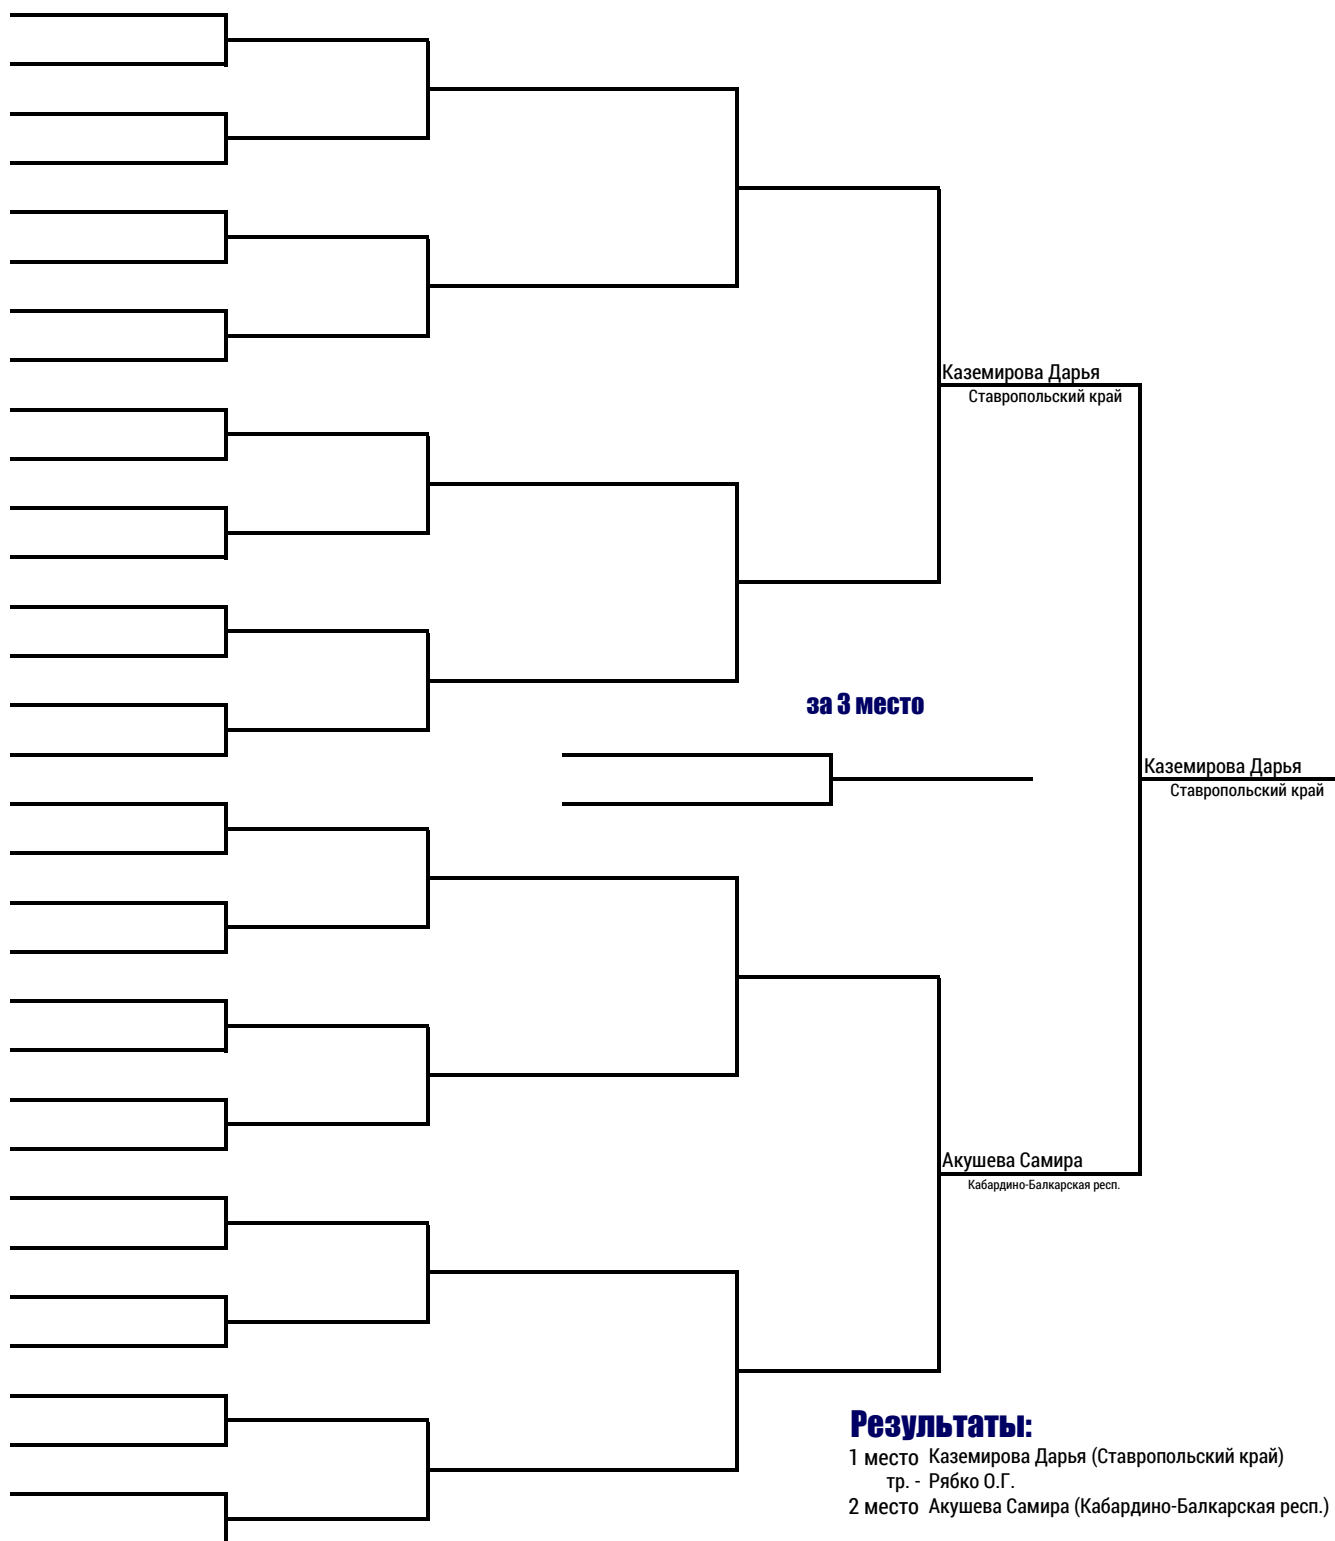 Каземирова Дарья
Ставропольский край
за 3 место
Каземирова Дарья
Ставропольский край
Акушева Самира
Кабардино-Балкарская респ.
Результаты:
1 место Каземирова Дарья (Ставропольский край)
тр. - Рябко О.Г.
2 место Акушева Самира (Кабардино-Балкарская респ.)